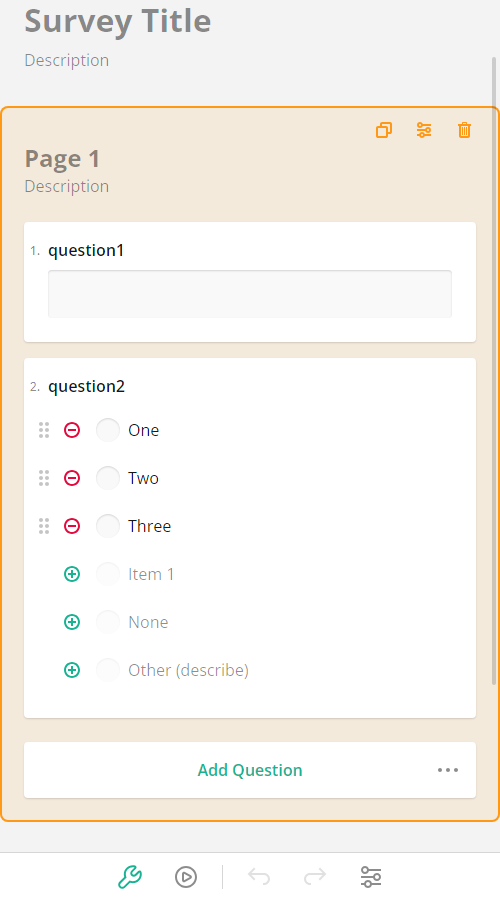 Survey Title
Description
Page 1
Description
1. question1
2. question2
One
Two
Three
Item 1
None
Other (describe)
Add Question